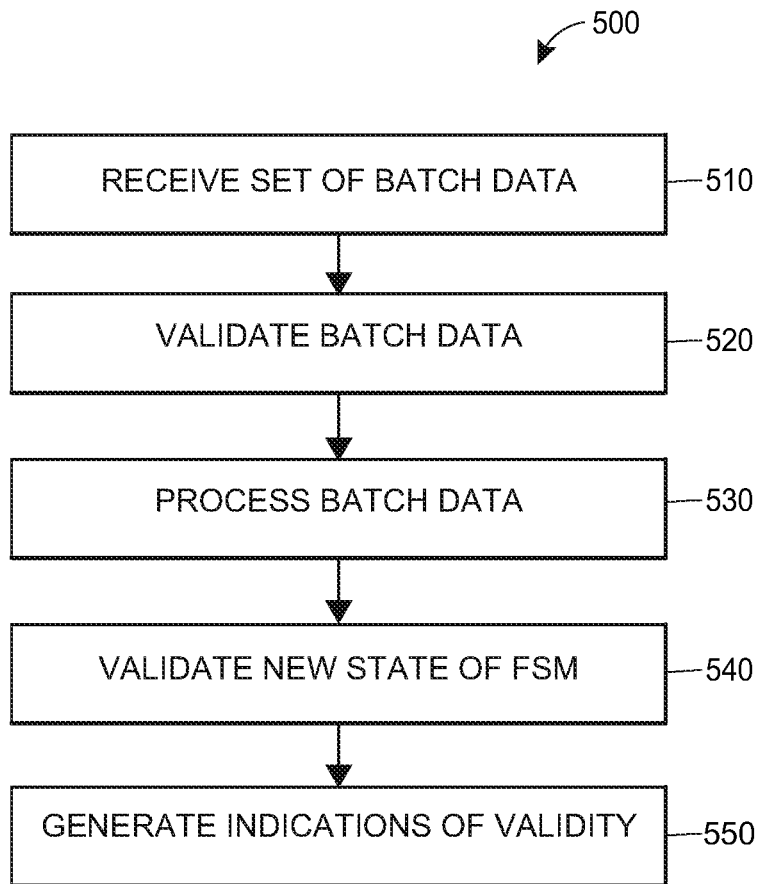 500
RECEIVE SET OF BATCH DATA
510
VALIDATE BATCH DATA
520
PROCESS BATCH DATA
530
VALIDATE NEW STATE OF FSM
540
GENERATE INDICATIONS OF VALIDITY
550